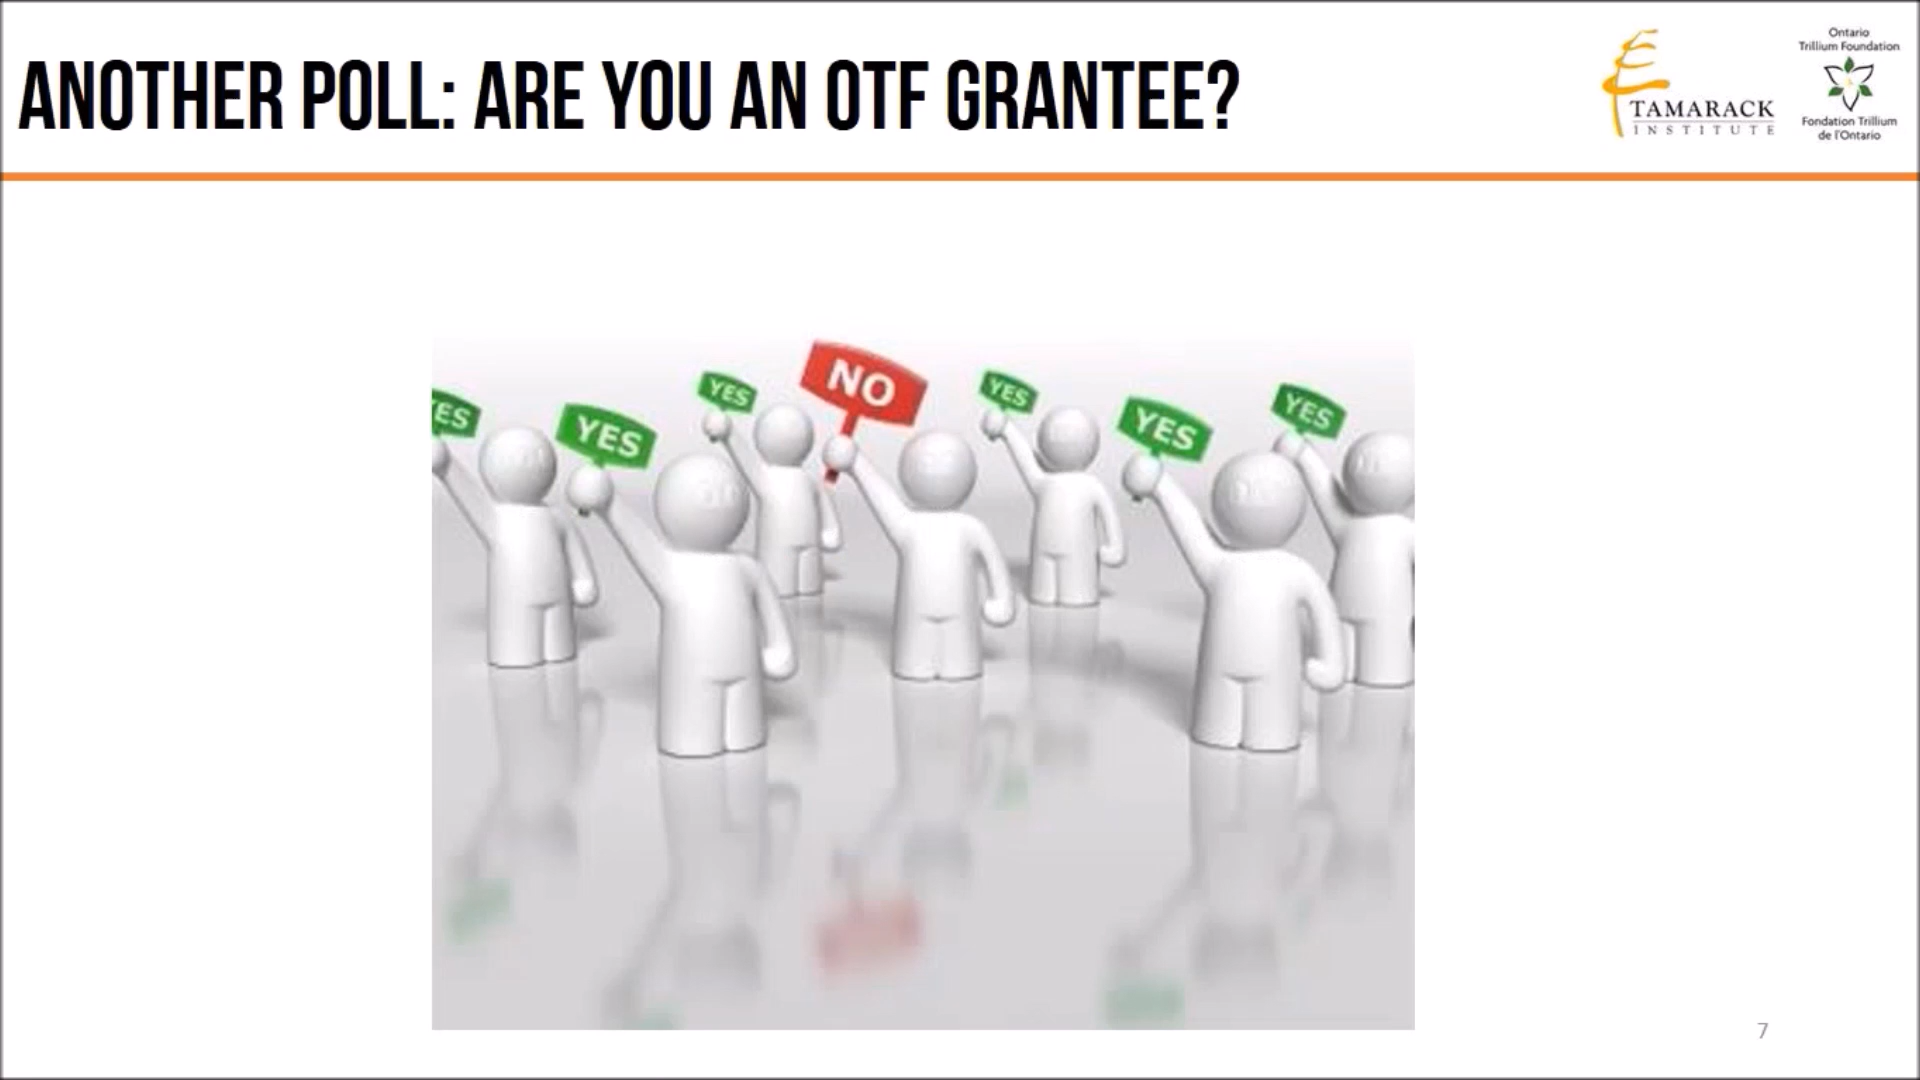 ANOTHER POLL: ARE YOU AN OTF GRANTEE?
TAMARACK
INSTITUTE
Ontario
Trillium Foundation
Fondation Trillium
de l'Ontario
YES
YES
YES
NO
YES
YES
YES
7